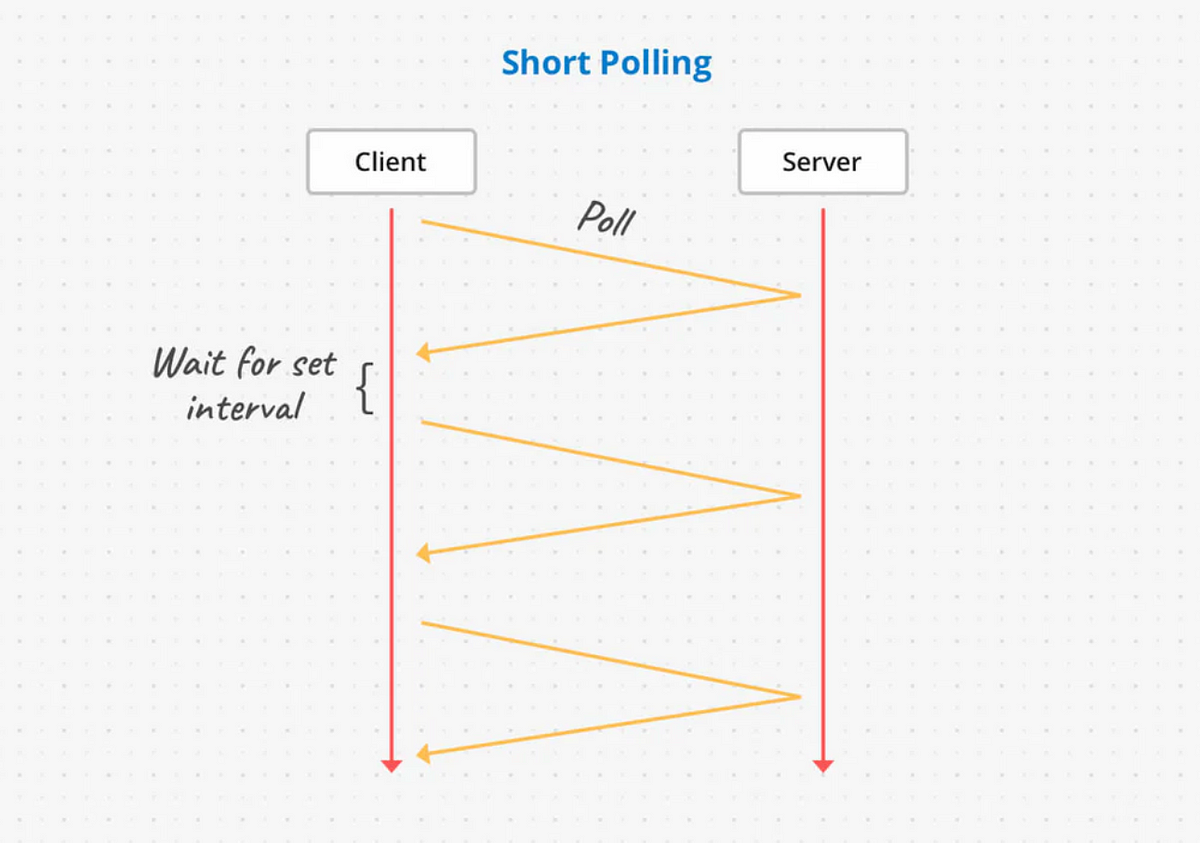 Short Polling
Client
Server
Poll
Wait for set
interval